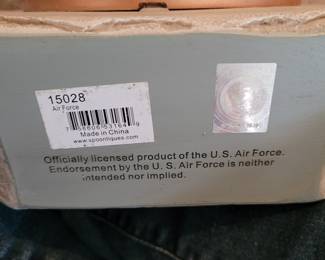 15028
Air Force
Made in China
www.spoontiques.com
Officially licensed product of the U.S. Air Force.
Endorsement by the U.S. Air Force is neither
intended nor implied.